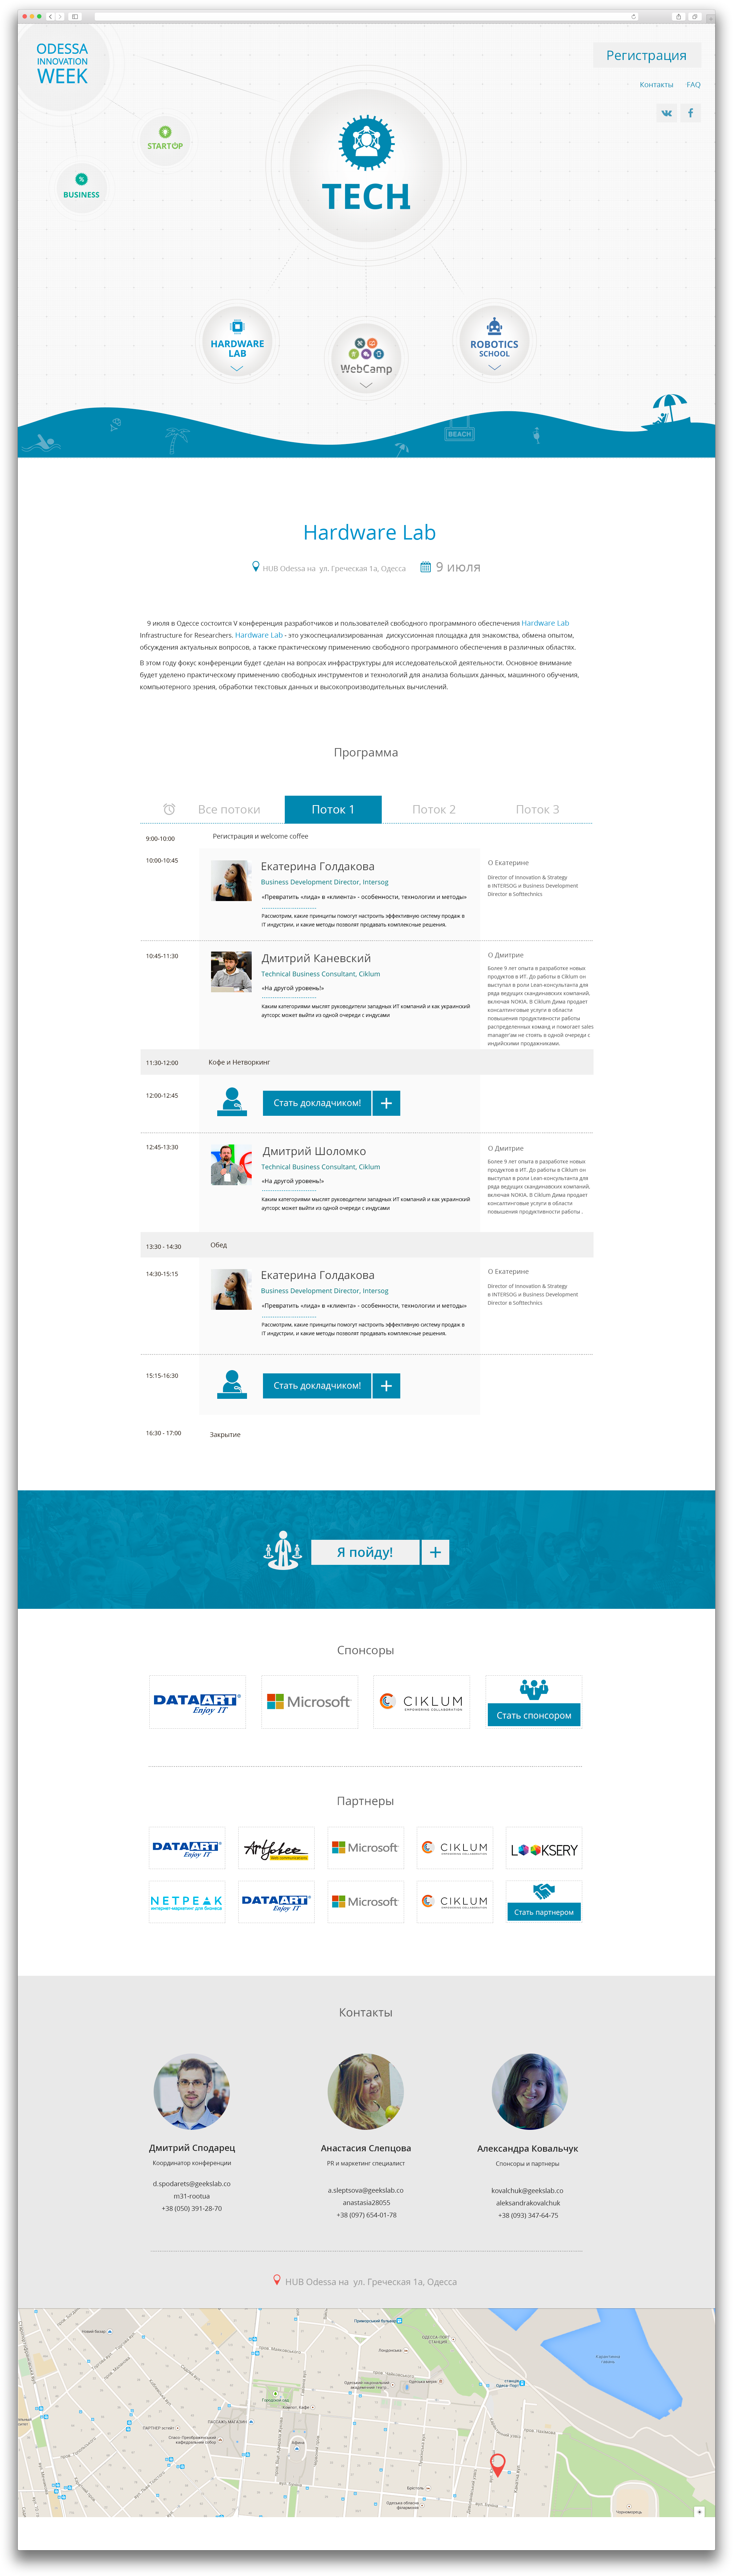 ODESSA
INNOVATION
WEEK
Регистрация
Контакты FAQ
STARTUP
BUSINESS
TECH
HARDWARE
LAB
WebCamp
ROBOTICS
SCHOOL
BEACH
Hardware Lab
HUB Odessa на ул. Греческая 1а, Одесса 9 июля
9 июля в Одессе состоится V конференция разработчиков и пользователей свободного программного обеспечения Hardware Lab
Infrastructure for Researchers. Hardware Lab - это узкоспециализированная дискуссионная площадка для знакомства, обмена опытом,
обсуждения актуальных вопросов, а также практическому применению свободного программного обеспечения в различных областях.
В этом году фокус конференции будет сделан на вопросах инфраструктуры для исследовательской деятельности. Основное внимание
будет уделено практическому применению свободных инструментов и технологий для анализа больших данных, машинного обучения,
компьютерного зрения, обработки текстовых данных и высокопроизводительных вычислений.
Программа
Все потоки Поток 1 Поток 2 Поток 3
9:00-10:00 Регистрация и welcome coffee
10:00-10:45
Екатерина Голдакова
Business Development Director, Intersog
«Превратить «лида» в «клиента» - особенности, технологии и методы»
Рассмотрим, какие принципы помогут настроить эффективную систему продаж в
IT индустрии, и какие методы позволят продавать комплексные решения.
О Екатерине
Director of Innovation & Strategy
в INTERSOG и Business Development
Director в Softtechnics
10:45-11:30
Дмитрий Каневский
Technical Business Consultant, Ciklum
«На другой уровень!»
Какими категориями мыслят руководители западных ИТ компаний и как украинский
аутсорс может выйти из одной очереди с индусами
О Дмитрие
Более 9 лет опыта в разработке новых
продуктов в ИТ. До работы в Ciklum он
выступал в роли Lean-консультанта для
ряда ведущих скандинавских компаний,
включая NOKIA. В Ciklum Дима продает
консалтинговые услуги в области
повышения продуктивности работы
распределенных команд и помогает sales
manager'ам не стоять в одной очереди с
индийскими продажниками.
11:30-12:00 Кофе и Нетворкинг
12:00-12:45 Стать докладчиком! +
12:45-13:30
Дмитрий Шоломко
Technical Business Consultant, Ciklum
«На другой уровень!»
Каким категориями мыслят руководители западных ИТ компаний и как украинский
аутсорс может выйти из одной очереди с индусами
О Дмитрие
Более 9 лет опыта в разработке новых
продуктов в ИТ. До работы в Ciklum он
выступал в роли Lean-консультанта для
ряда ведущих скандинавских компаний,
включая NOKIA. В Ciklum Дима продает
консалтинговые услуги в области
повышения продуктивности работы .
13:30 - 14:30 Обед
14:30-15:15
Екатерина Голдакова
Business Development Director, Intersog
«Превратить «лида» в «клиента» - особенности, технологии и методы»
Рассмотрим, какие принципы помогут настроить эффективную систему продаж в
IT индустрии, и какие методы позволят продавать комплексные решения.
О Екатерине
Director of Innovation & Strategy
в INTERSOG и Business Development
Director в Softtechnics
15:15-16:30 Стать докладчиком! +
16:30 - 17:00 Закрытие
Я пойду! +
Спонсоры
DATAART®
Enjoy IT
Microsoft
CIKLUM
EMPOWERING COLLABORATION
Стать спонсором
Партнеры
DATAART
Enjoy IT
Microsoft
CIKLUM
LOOKSERY
NETPEAK
интернет-маркетинг для бизнеса
DATAART
Enjoy IT
Microsoft
CIKLUM
Стать партнером
Контакты
Дмитрий Сподарец
Координатор конференции
d.spodarets@geekslab.co
m31-rootua
+38 (050) 391-28-70
Анастасия Слепцова
PR и маркетинг специалист
a.sleptsova@geekslab.co
anastasia28055
+38 (097) 654-01-78
Александра Ковальчук
Спонсоры и партнеры
kovalchuk@geekslab.co
aleksandrakovalchuk
+38 (093) 347-64-75
HUB Odessa на ул. Греческая 1а, Одесса